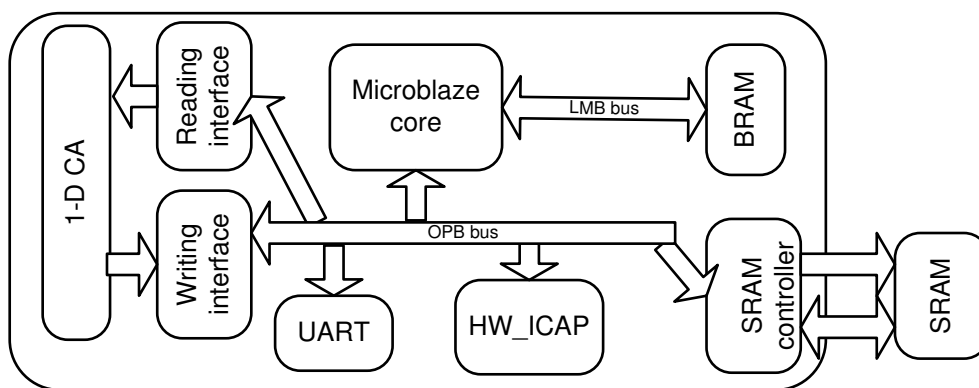 1-D CA
Reading
interface
Writing
interface
Microblaze
core
LMB bus
BRAM
OPB bus
UART
HW_ICAP
SRAM
controller
SRAM